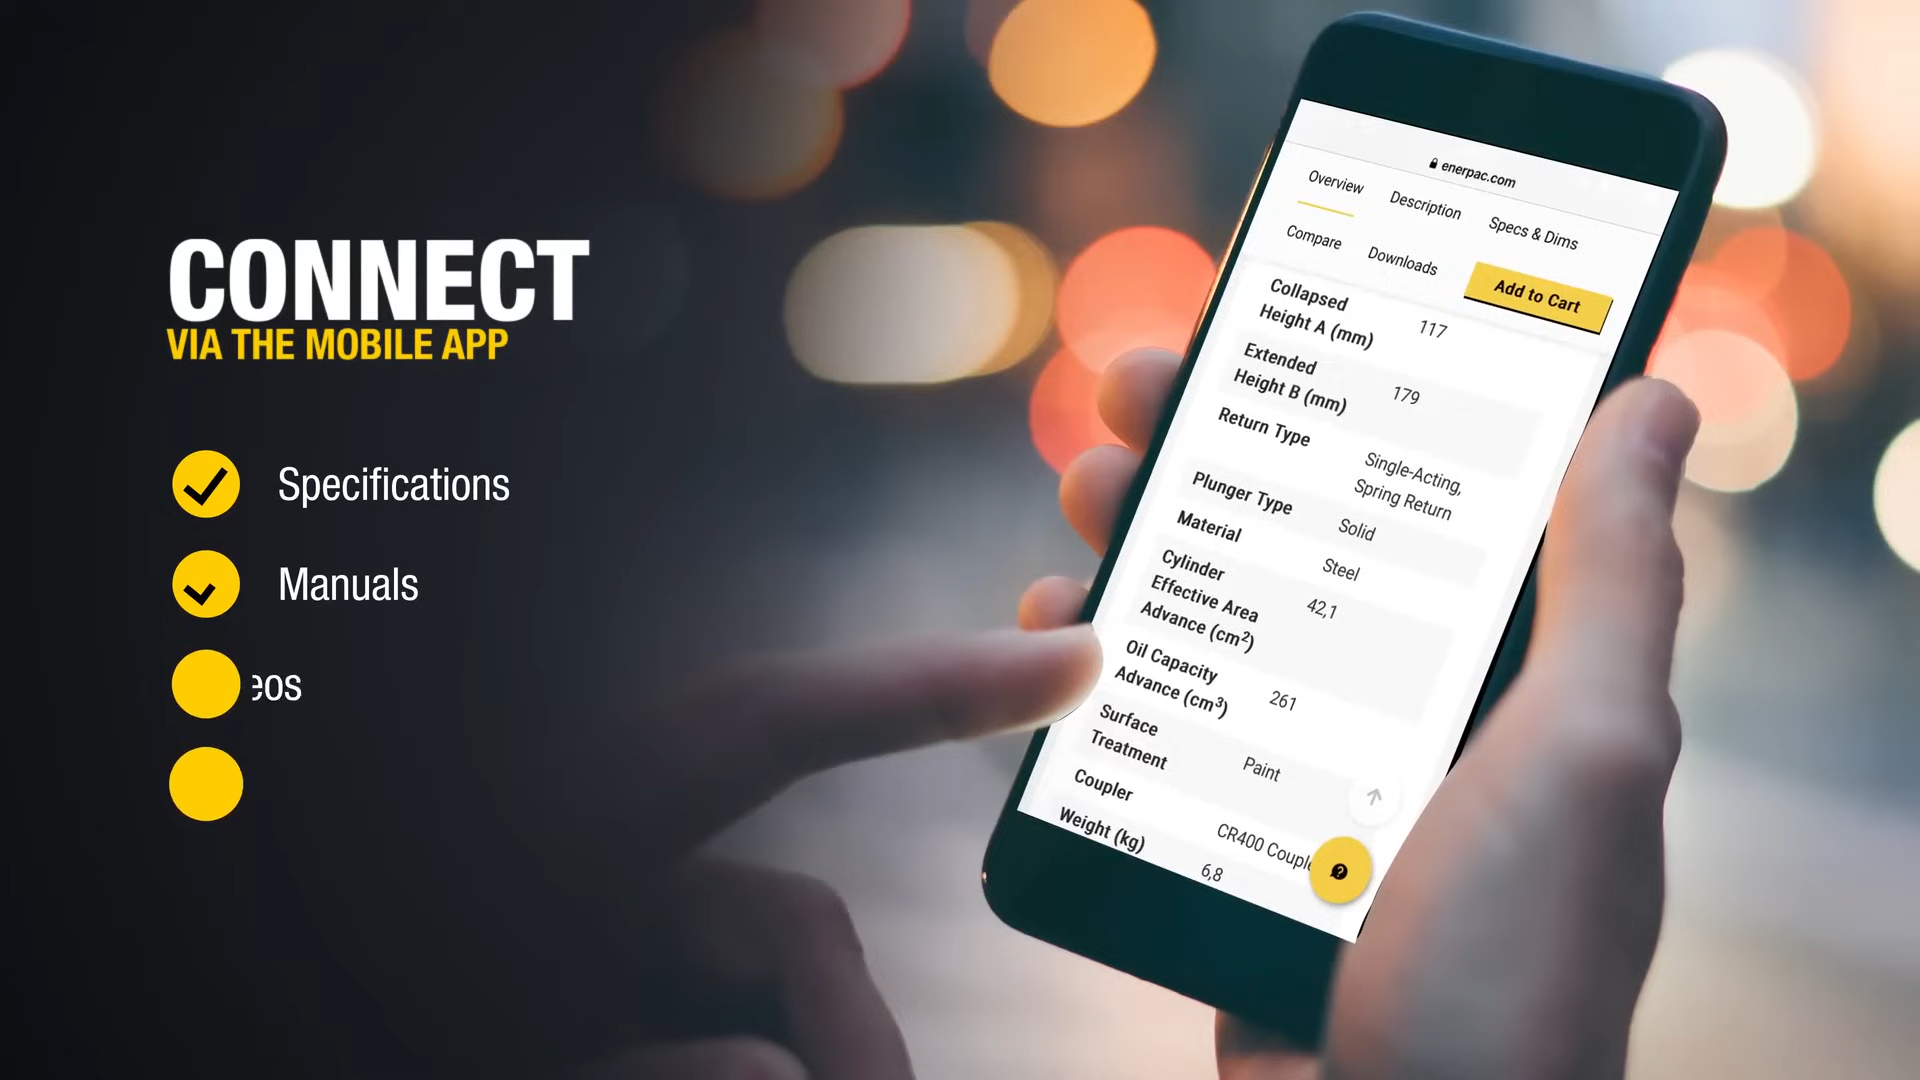 CONNECT
VIA THE MOBILE APP
Specifications
Manuals
eos
enerpac.com
Overview Description Specs & Dims
Compare Downloads Add to Cart
Collapsed
Height A (mm) 117
Extended
Height B (mm) 179
Return Type
Single-Acting,
Spring Return
Plunger Type Solid
Material Steel
Cylinder
Effective Area
Advance (cm²) 42,1
Oil Capacity
Advance (cm³) 261
Surface
Treatment Paint
Coupler CR400
Weight (kg) 6,8
?